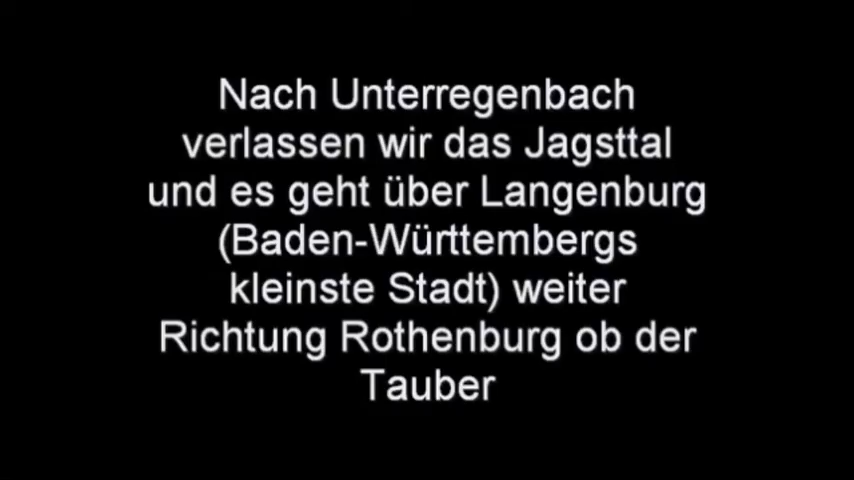 Nach Unterregenbach
verlassen wir das Jagsttal
und es geht über Langenburg
(Baden-Württembergs
kleinste Stadt) weiter
Richtung Rothenburg ob der
Tauber